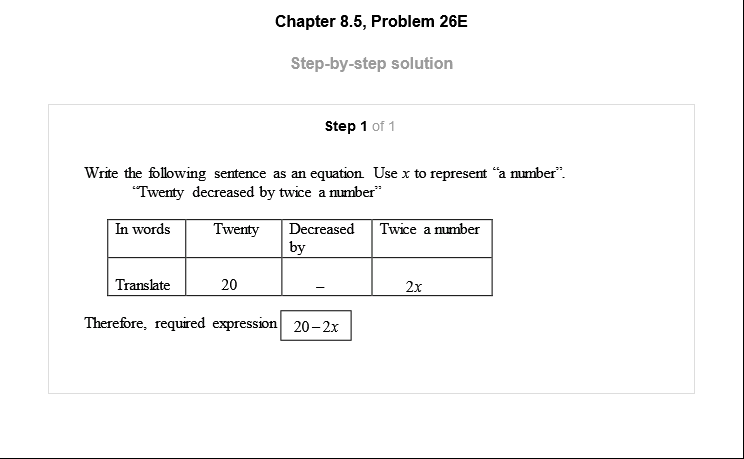 Chapter 8.5, Problem 26E
Step-by-step solution
Step 1 of 1
Write the following sentence as an equation. Use x to represent “a number”.
“Twenty decreased by twice a number”
In words Twenty Decreased by Twice a number
Translate 20 – 2x
Therefore, required expression 20 – 2x